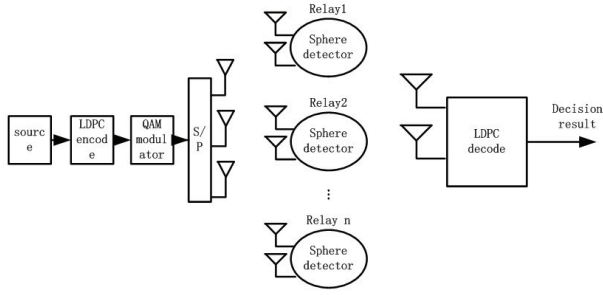 Relay1
Sphere
detector
sourc
e
LDPC
encod
e
QAM
modul
ator
S/
P
Relay2
Sphere
detector
⋮
Relay n
Sphere
detector
LDPC
decode
Decision
result